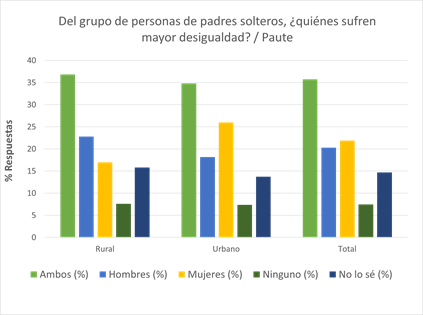 Del grupo de personas de padres solteros, ¿quiénes sufren
mayor desigualdad? / Paute
% Respuestas
40
35
30
25
20
15
10
5
0
Rural
Urbano
Total
Ambos (%)
Hombres (%)
Mujeres (%)
Ninguno (%)
No lo sé (%)